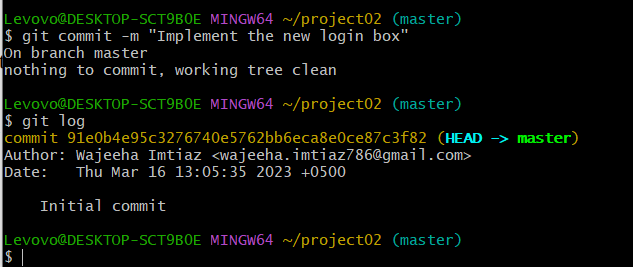 Levovo@DESKTOP-SCT9B0E MINGW64 ~/project02 (master)
$ git commit -m "Implement the new login box"
On branch master
nothing to commit, working tree clean
Levovo@DESKTOP-SCT9B0E MINGW64 ~/project02 (master)
$ git log
commit 91e0b4e95c3276740e5762bb6eca8e0ce87c3f82 (HEAD -> master)
Author: Wajeeha Imtiaz <wajeeha.imtiaz786@gmail.com>
Date:   Thu Mar 16 13:05:35 2023 +0500
    Initial commit
Levovo@DESKTOP-SCT9B0E MINGW64 ~/project02 (master)
$